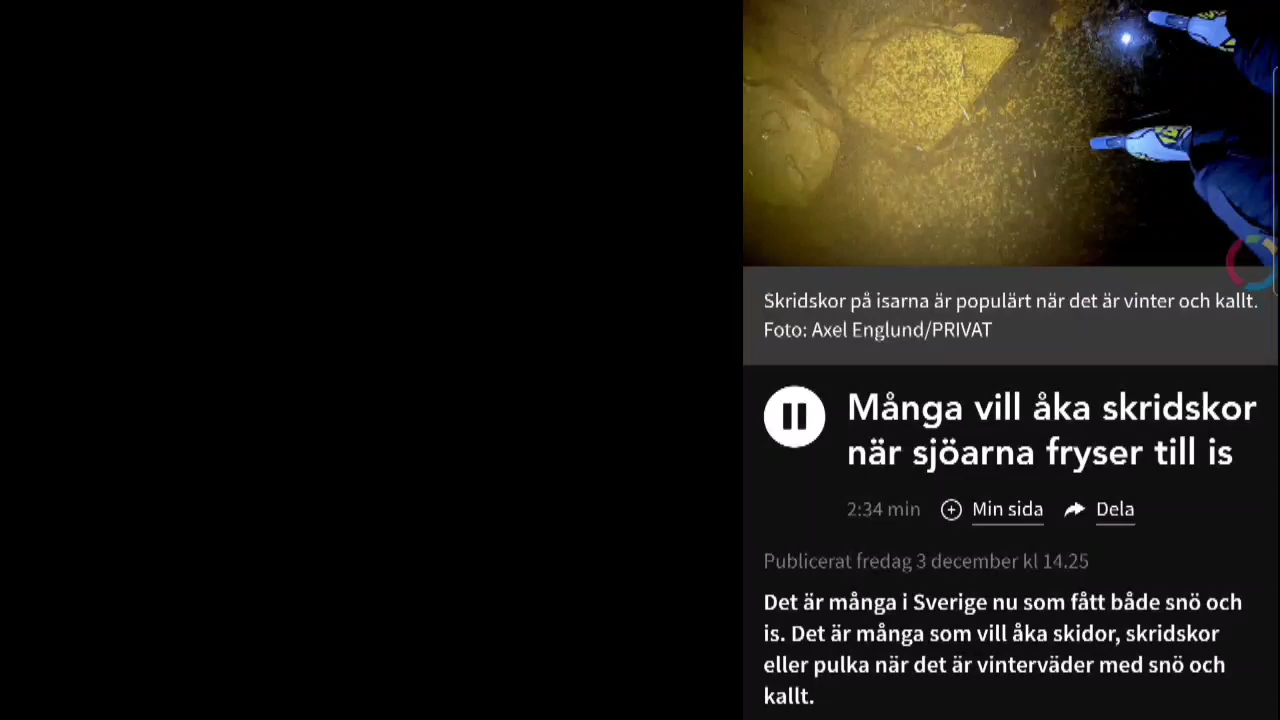 Skridskor på isarna är populärt när det är vinter och kallt.
Foto: Axel Englund/PRIVAT
Många vill åka skridskor
när sjöarna fryser till is
2:34 min Min sida Dela
Publicerat fredag 3 december kl 14.25
Det är många i Sverige nu som fått både snö och
is. Det är många som vill åka skidor, skridskor
eller pulka när det är vinterväder med snö och
kallt.